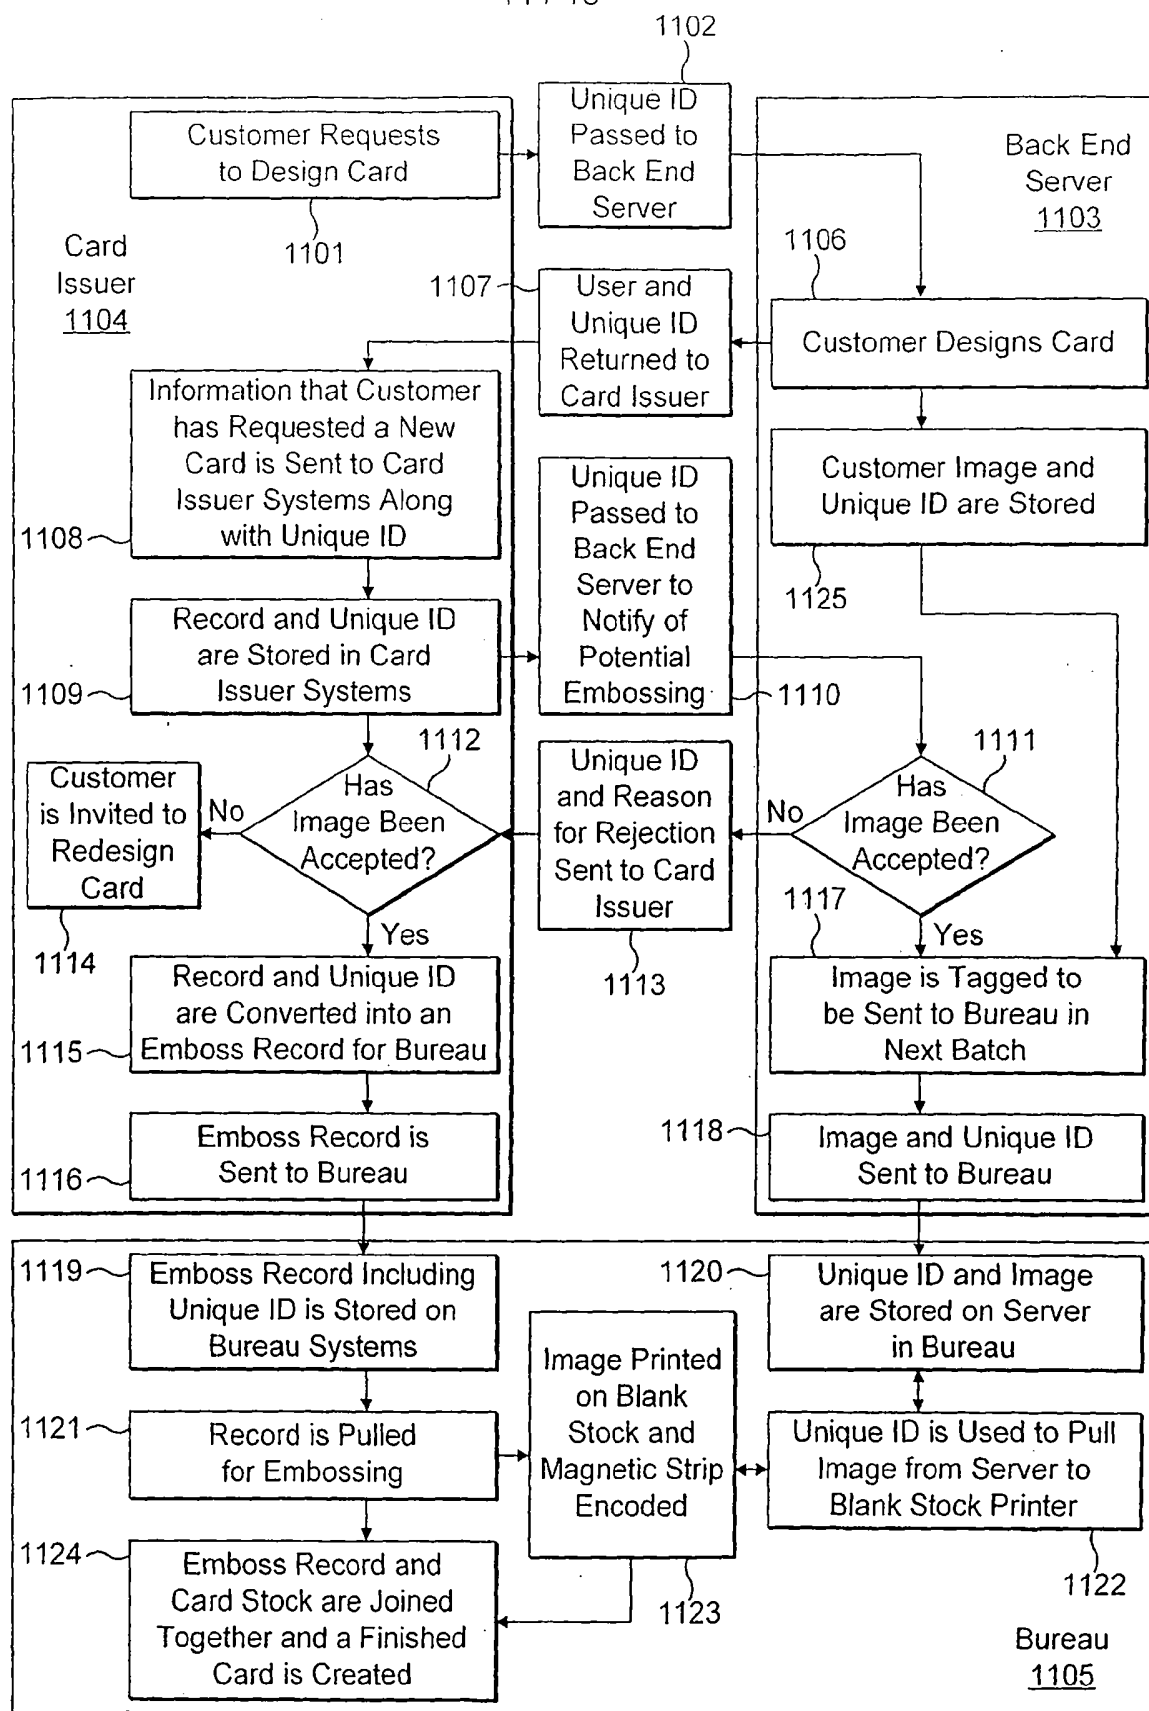 1102
Customer Requests
to Design Card
1101
Unique ID
Passed to
Back End
Server
Back End
Server
1103
Card
Issuer
1104
1107
User and
Unique ID
Returned to
Card Issuer
1106
Customer Designs Card
Information that Customer
has Requested a New
Card is Sent to Card
Issuer Systems Along
with Unique ID
1108
Unique ID
Passed to
Back End
Server to
Notify of
Potential
Embossing
1110
Customer Image and
Unique ID are Stored
1125
Record and Unique ID
are Stored in Card
Issuer Systems
1109
1112
Has
Image Been
Accepted?
No
Customer
is Invited to
Redesign
Card
1114
Yes
Unique ID
and Reason
for Rejection
Sent to Card
Issuer
1113
No
1111
Has
Image Been
Accepted?
1117
Yes
Record and Unique ID
are Converted into an
Emboss Record for Bureau
1115
Image is Tagged to
be Sent to Bureau in
Next Batch
Emboss Record is
Sent to Bureau
1116
1118
Image and Unique ID
Sent to Bureau
1119
Emboss Record Including
Unique ID is Stored on
Bureau Systems
1120
Unique ID and Image
are Stored on Server
in Bureau
Image Printed
on Blank
Stock and
Magnetic Strip
Encoded
1123
1121
Record is Pulled
for Embossing
Unique ID is Used to Pull
Image from Server to
Blank Stock Printer
1122
1124
Emboss Record and
Card Stock are Joined
Together and a Finished
Card is Created
Bureau
1105